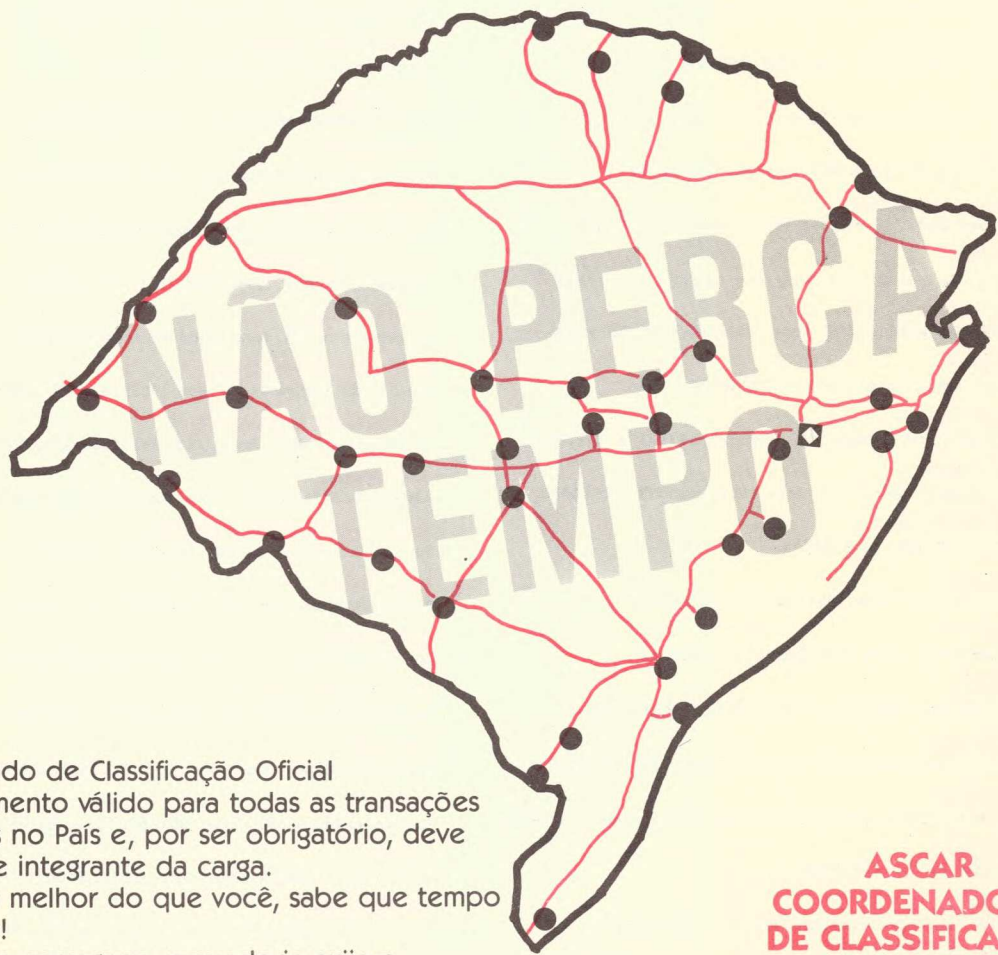 NÃO PERCA
TEMPO
do de Classificação Oficial
mento válido para todas as transações
no País e, por ser obrigatório, deve
e integrante da carga.
melhor do que você, sabe que tempo
!
ASCAR
COORDENADO
DE CLASSIFICA